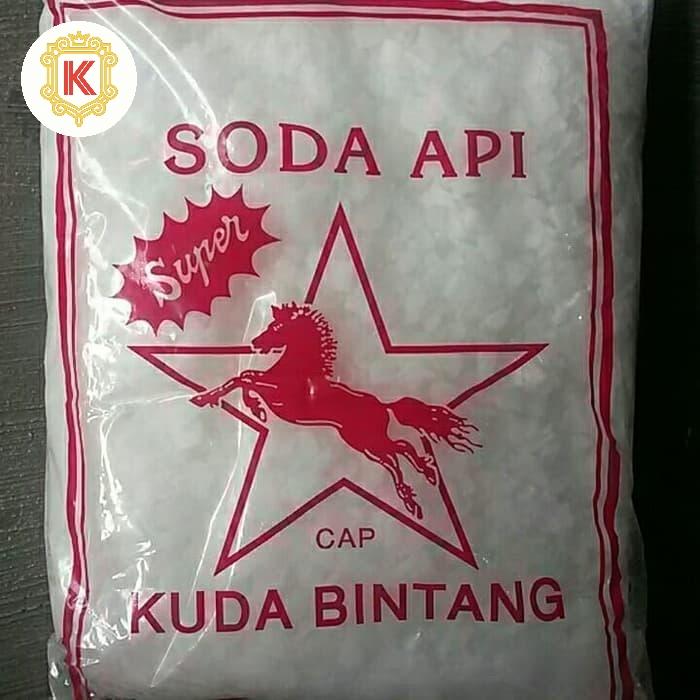 K
SODA API
Super
CAP
KUDA BINTANG